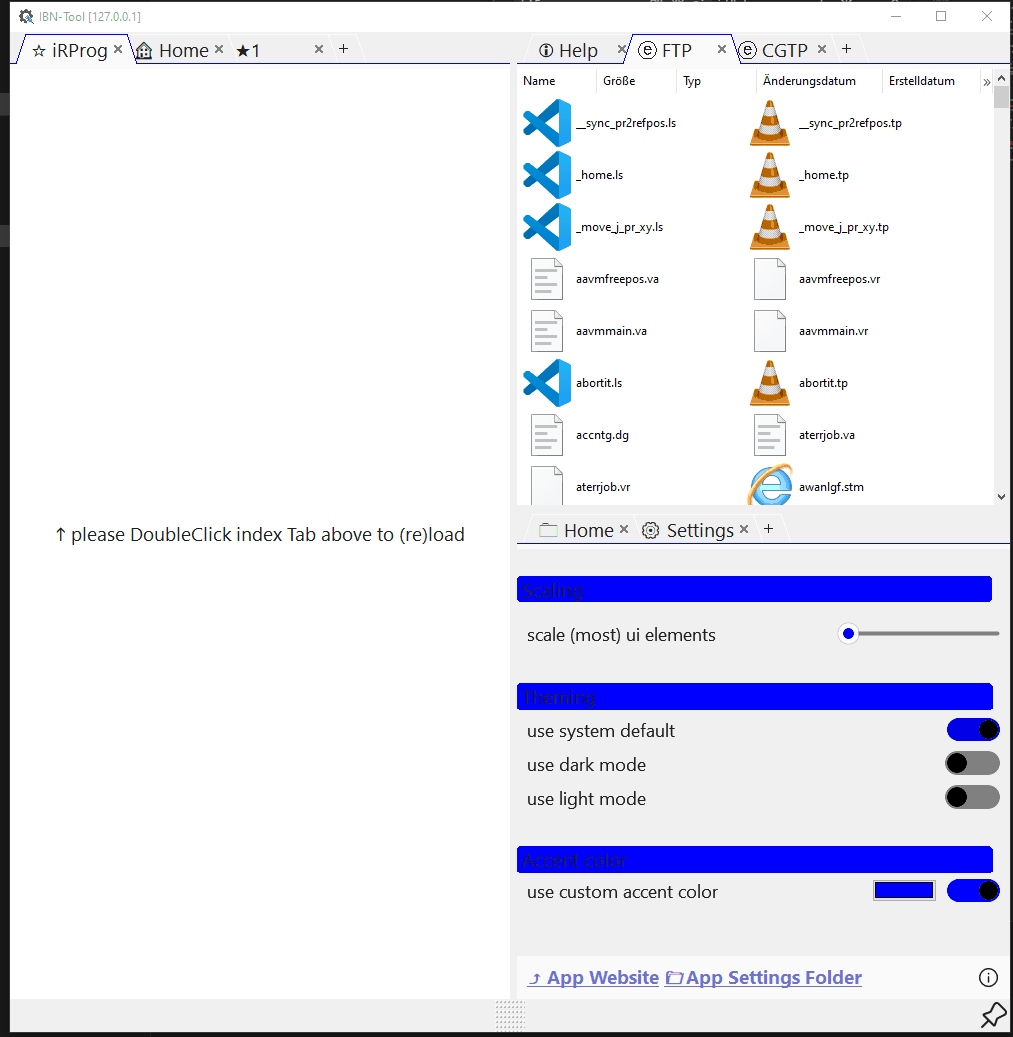 IBN-Tool [127.0.0.1]
☆ iRProg × Home × ★1 × +
Help × FTP × CGTP × +
Name Größe Typ Änderungsdatum Erstelldatum »
__sync_pr2refpos.ls __sync_pr2refpos.tp
_home.ls _home.tp
_move_j_pr_xy.ls _move_j_pr_xy.tp
aavmfreepos.va aavmfreepos.vr
aavmmain.va aavmmain.vr
abortit.ls abortit.tp
accntg.dg aterrjob.va
aterrjob.vr awanlgf.stm
↑ please DoubleClick index Tab above to (re)load
Home × Settings × +
Scaling
scale (most) ui elements
Theming
use system default
use dark mode
use light mode
Accent color
use custom accent color
App Website App Settings Folder